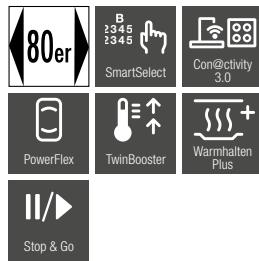 80er
B
2345
2345
SmartSelect
Con@ctivity
3.0
PowerFlex
TwinBooster
Warmhalten
Plus
Stop & Go